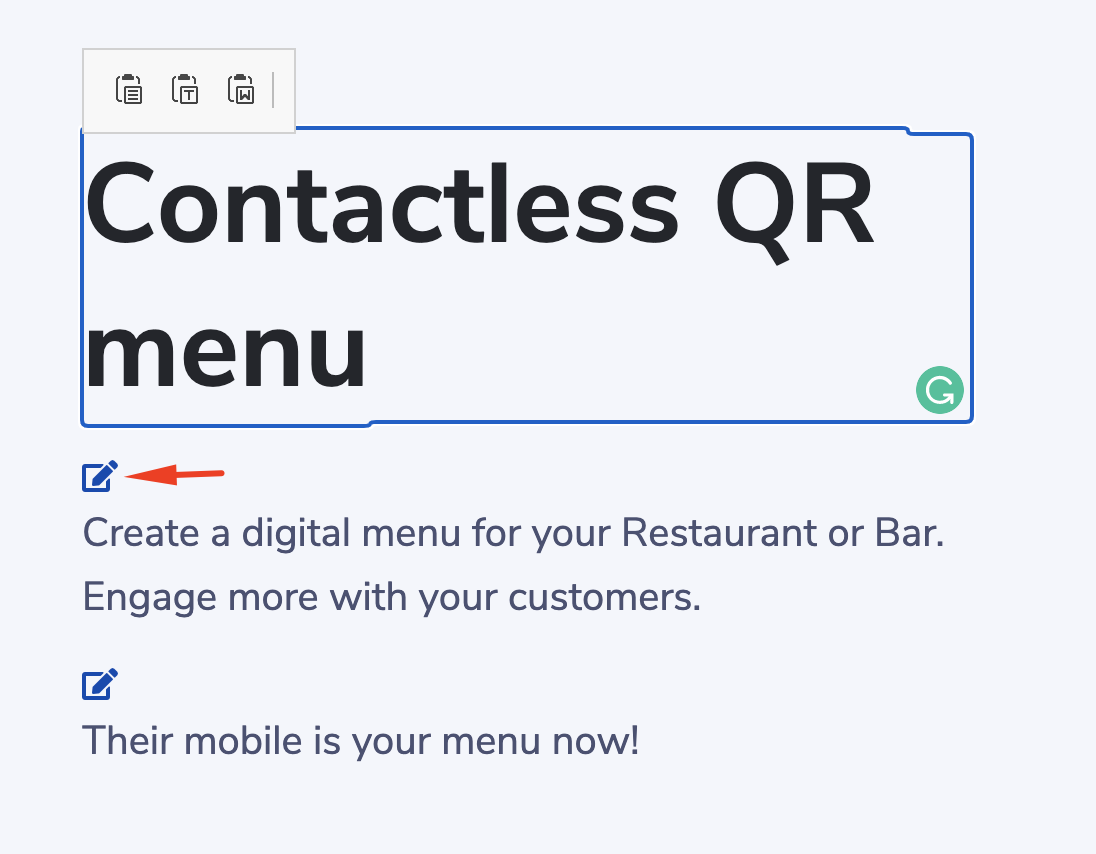 Contactless QR
menu
Create a digital menu for your Restaurant or Bar.
Engage more with your customers.
Their mobile is your menu now!